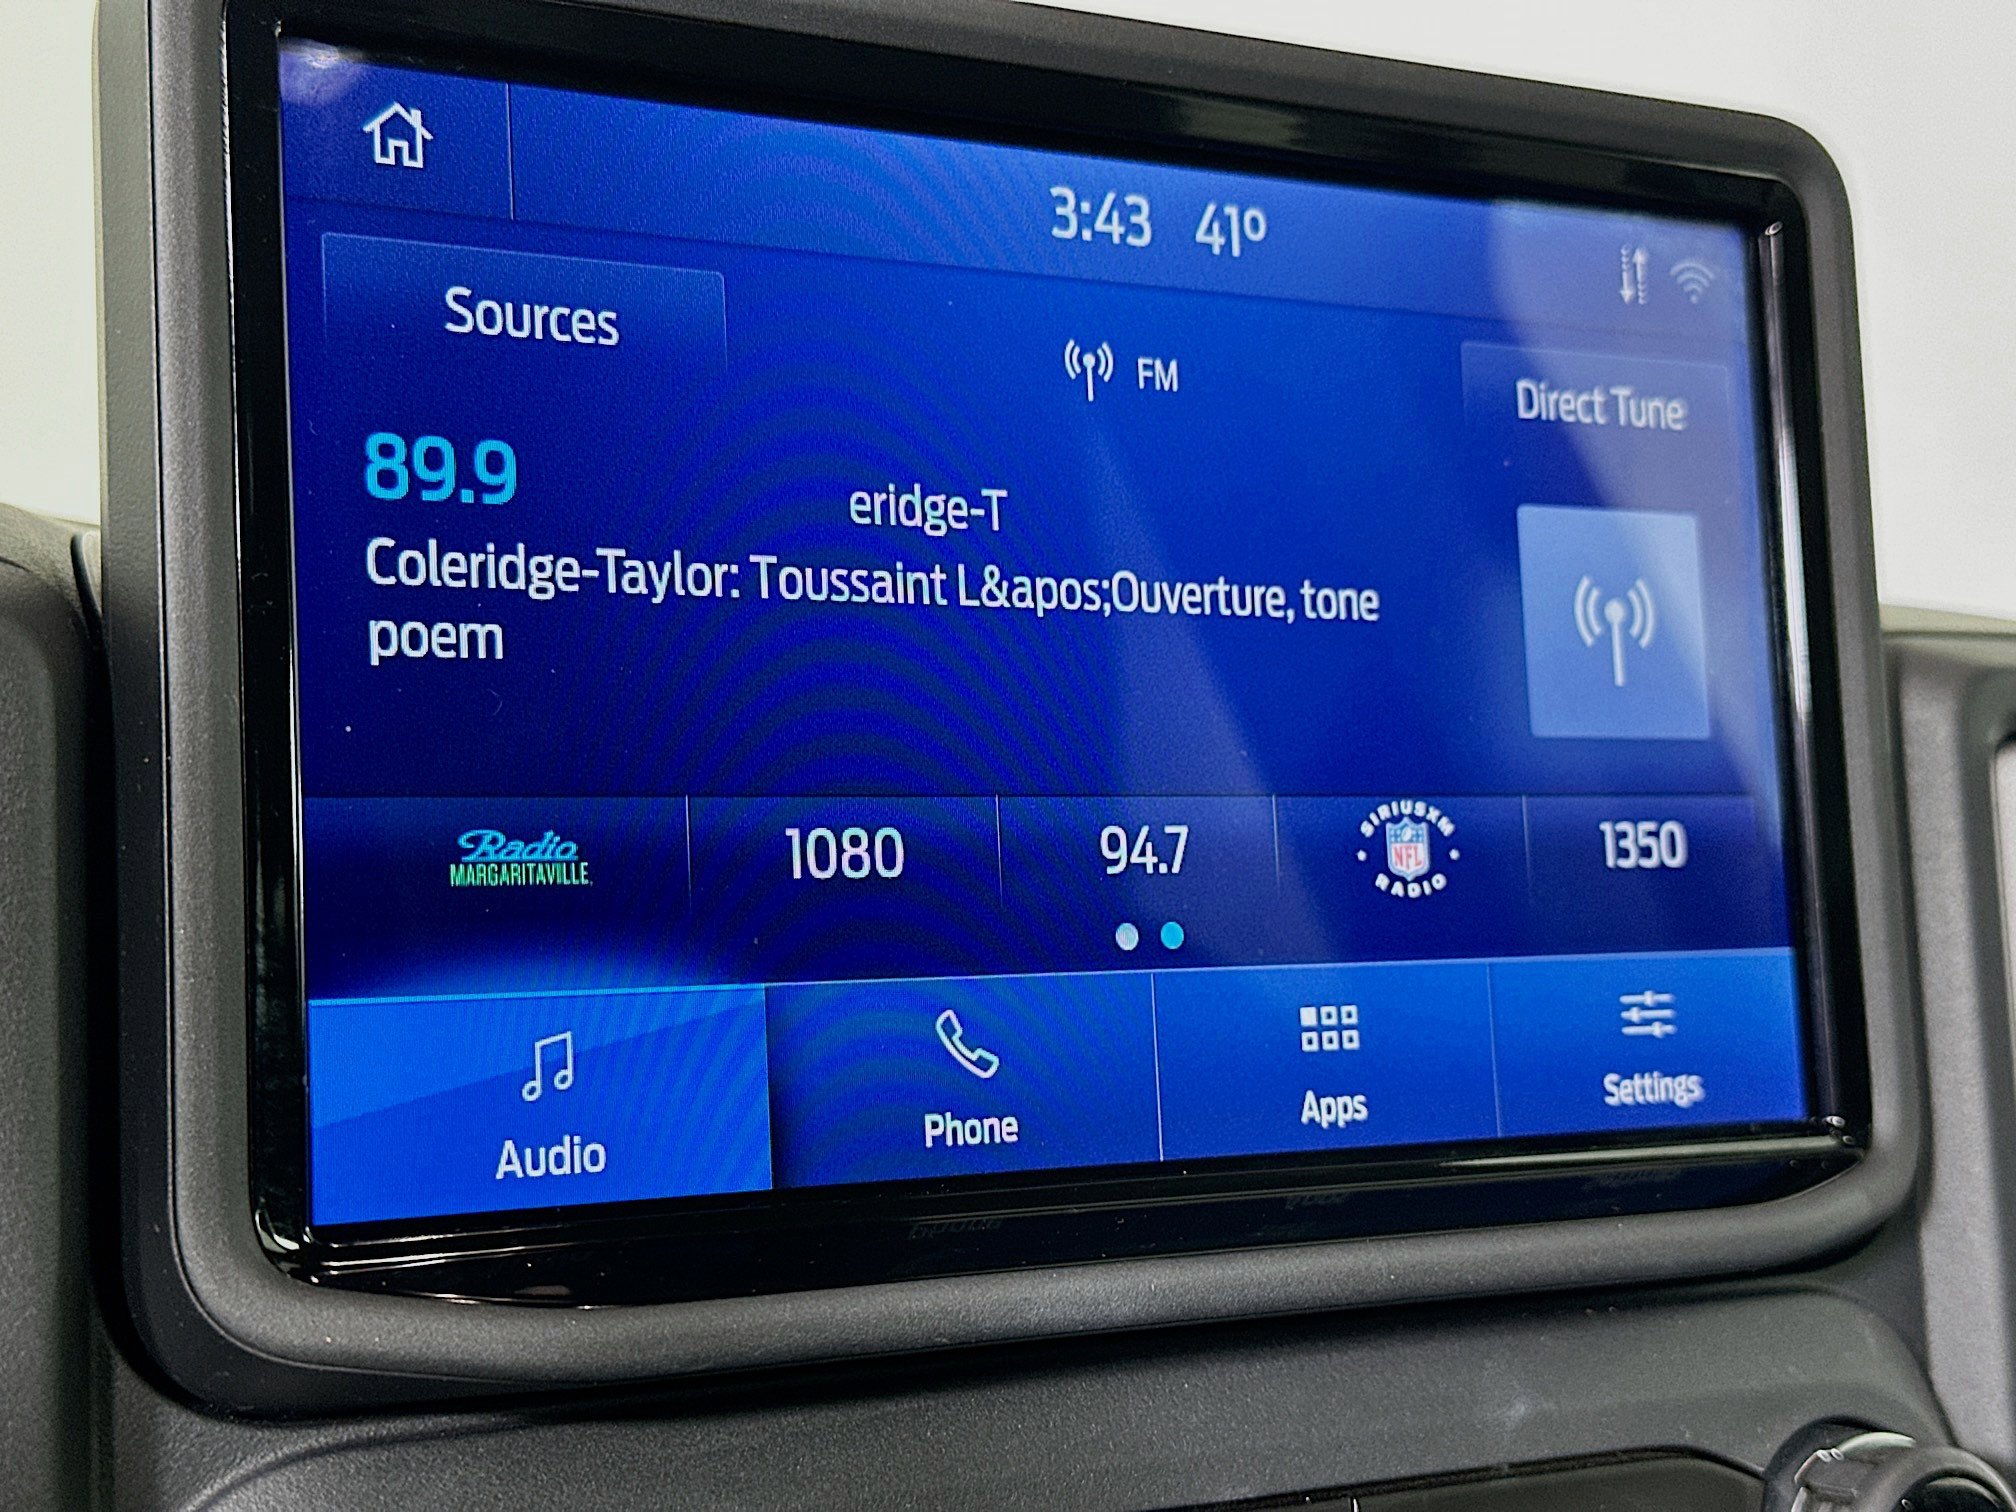 3:43 41°
Sources
FM
Direct Tune
89.9
eridge-T
Coleridge-Taylor: Toussaint L&apos;Ouverture, tone
poem
Radio
MARGARITAVILLE
1080
94.7
SIRIUSXM
NFL
RADIO
1350
Audio
Phone
Apps
Settings